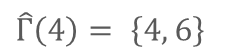 Γ̂(4) = {4, 6}